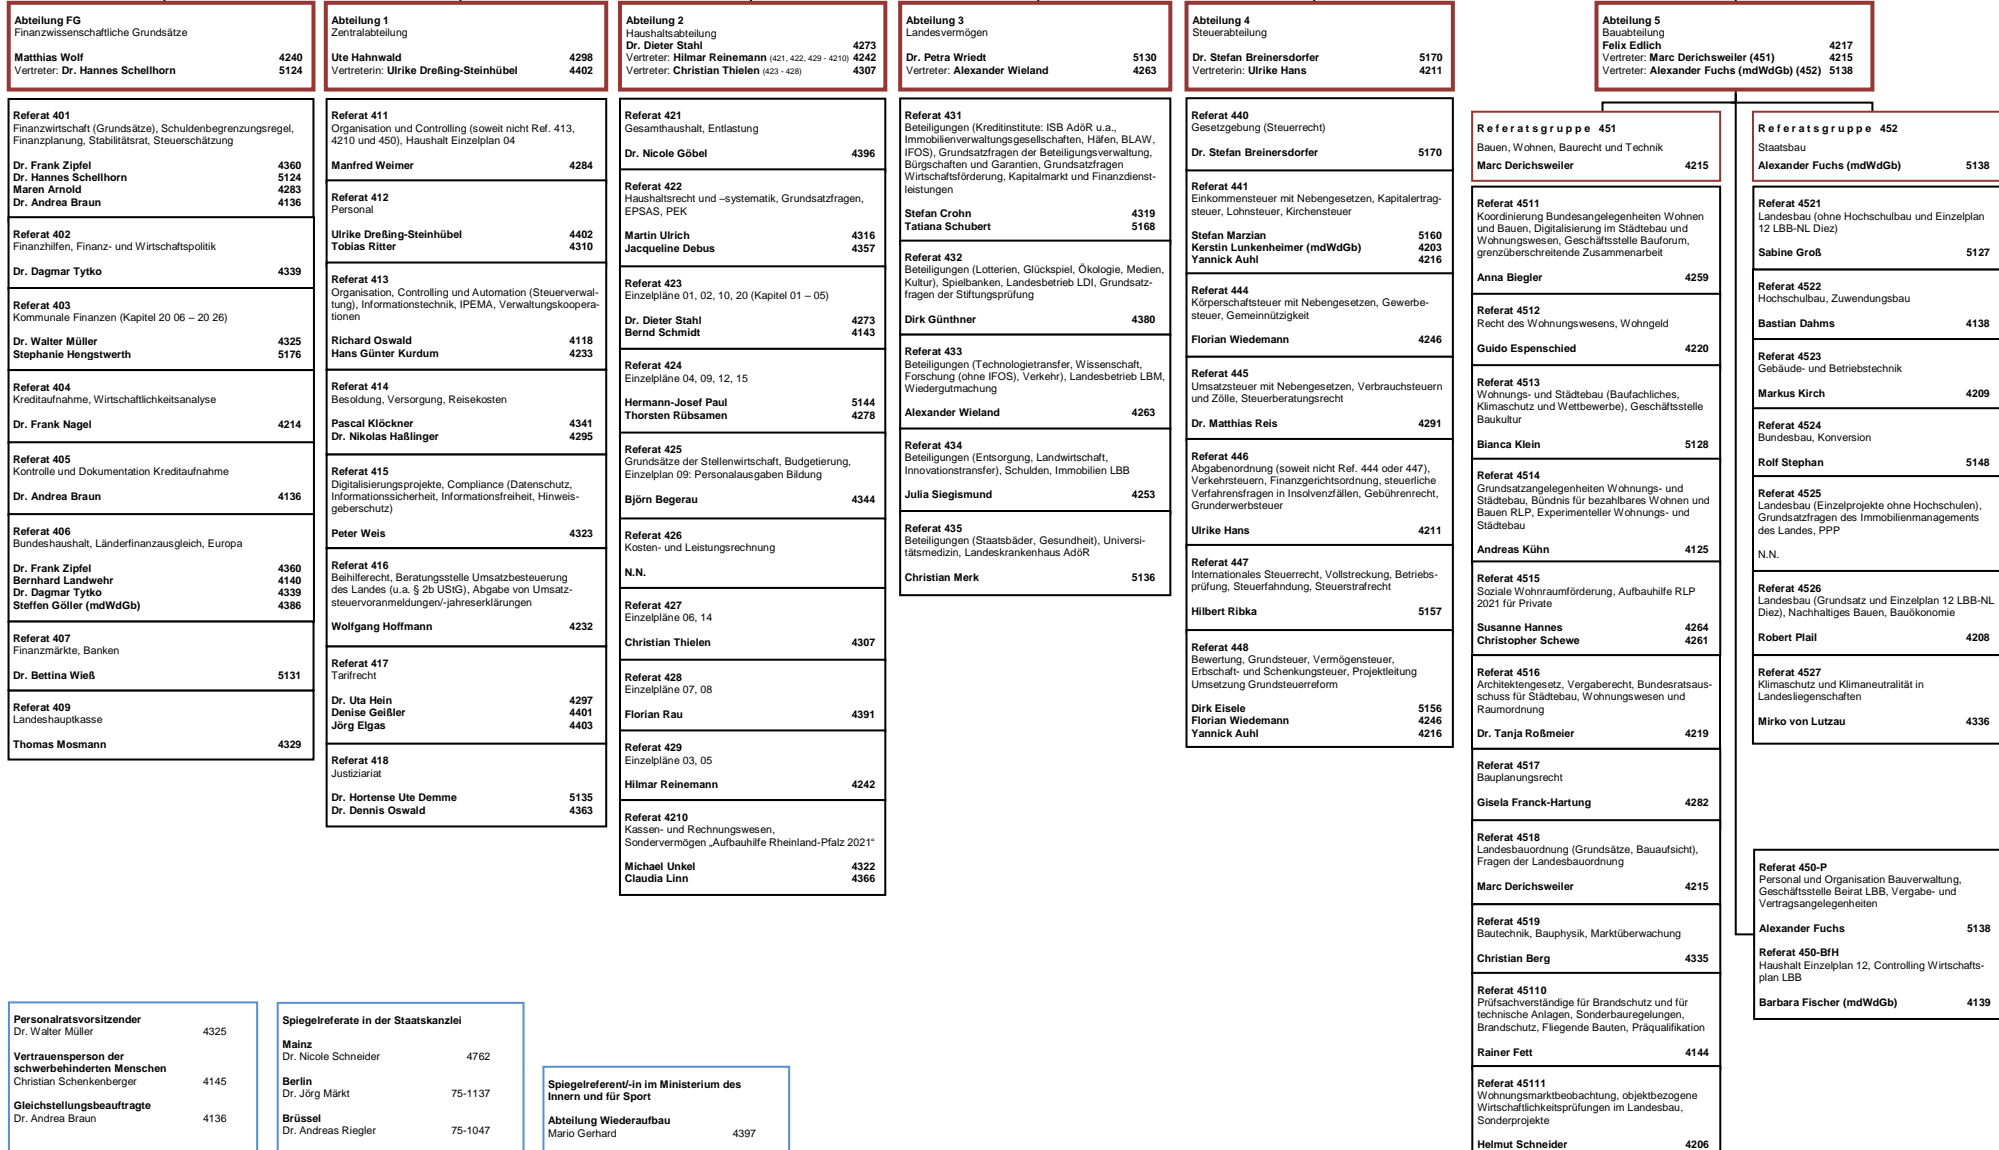 Abteilung FG
Finanzwissenschaftliche Grundsätze
Matthias Wolf 4240
Vertreter: Dr. Hannes Schellhorn 5124
Referat 401
Finanzwirtschaft (Grundsätze), Schuldenbegrenzungsregel,
Finanzplanung, Stabilitätsrat, Steuerschätzung
Dr. Frank Zipfel 4360
Dr. Hannes Schellhorn 5124
Maren Arnold 4283
Dr. Andrea Braun 4136
Referat 402
Finanzhilfen, Finanz- und Wirtschaftspolitik
Dr. Dagmar Tytko 4339
Referat 403
Kommunale Finanzen (Kapitel 20 06 – 20 26)
Dr. Walter Müller 4325
Stephanie Hengstwerth 5176
Referat 404
Kreditaufnahme, Wirtschaftlichkeitsanalyse
Dr. Frank Nagel 4214
Referat 405
Kontrolle und Dokumentation Kreditaufnahme
Dr. Andrea Braun 4136
Referat 406
Bundeshaushalt, Länderfinanzausgleich, Europa
Dr. Frank Zipfel 4360
Bernhard Landwehr 4140
Dr. Dagmar Tytko 4339
Steffen Göller (mdWdGb) 4386
Referat 407
Finanzmärkte, Banken
Dr. Bettina Wieß 5131
Referat 409
Landeshauptkasse
Thomas Mosmann 4329
Abteilung 1
Zentralabteilung
Ute Hahnwald 4298
Vertreterin: Ulrike Dreßing-Steinhübel 4402
Referat 411
Organisation und Controlling (soweit nicht Ref. 413,
4210 und 450), Haushalt Einzelplan 04
Manfred Weimer 4284
Referat 412
Personal
Ulrike Dreßing-Steinhübel 4402
Tobias Ritter 4310
Referat 413
Organisation, Controlling und Automation (Steuerverwal-
tung), Informationstechnik, IPEMA, Verwaltungskoopera-
tionen
Richard Oswald 4118
Hans Günter Kurdum 4233
Referat 414
Besoldung, Versorgung, Reisekosten
Pascal Klöckner 4341
Dr. Nikolas Haßlinger 4295
Referat 415
Digitalisierungsprojekte, Compliance (Datenschutz,
Informationssicherheit, Informationsfreiheit, Hinweis-
geberschutz)
Peter Weis 4323
Referat 416
Beihilferecht, Beratungsstelle Umsatzbesteuerung
des Landes (u.a. § 2b UStG), Abgabe von Umsatz-
steuervoranmeldungen/-jahreserklärungen
Wolfgang Hoffmann 4232
Referat 417
Tarifrecht
Dr. Uta Hein 4297
Denise Geißler 4401
Jörg Elgas 4403
Referat 418
Justiziariat
Dr. Hortense Ute Demme 5135
Dr. Dennis Oswald 4363
Abteilung 2
Haushaltsabteilung
Dr. Dieter Stahl 4273
Vertreter: Hilmar Reinemann (421, 422, 429 - 4210) 4242
Vertreter: Christian Thielen (423 - 428) 4307
Referat 421
Gesamthaushalt, Entlastung
Dr. Nicole Göbel 4396
Referat 422
Haushaltsrecht und –systematik, Grundsatzfragen,
EPSAS, PEK
Martin Ulrich 4316
Jacqueline Debus 4357
Referat 423
Einzelpläne 01, 02, 10, 20 (Kapitel 01 – 05)
Dr. Dieter Stahl 4273
Bernd Schmidt 4143
Referat 424
Einzelpläne 04, 09, 12, 15
Hermann-Josef Paul 5144
Thorsten Rübsamen 4278
Referat 425
Grundsätze der Stellenwirtschaft, Budgetierung,
Einzelplan 09: Personalausgaben Bildung
Björn Begerau 4344
Referat 426
Kosten- und Leistungsrechnung
N.N.
Referat 427
Einzelpläne 06, 14
Christian Thielen 4307
Referat 428
Einzelpläne 07, 08
Florian Rau 4391
Referat 429
Einzelpläne 03, 05
Hilmar Reinemann 4242
Referat 4210
Kassen- und Rechnungswesen,
Sondervermögen „Aufbauhilfe Rheinland-Pfalz 2021“
Michael Unkel 4322
Claudia Linn 4366
Abteilung 3
Landesvermögen
Dr. Petra Wriedt 5130
Vertreter: Alexander Wieland 4263
Referat 431
Beteiligungen (Kreditinstitute: ISB AdöR u.a.,
Immobilienverwaltungsgesellschaften, Häfen, BLAW,
IFOS), Grundsatzfragen der Beteiligungsverwaltung,
Bürgschaften und Garantien, Grundsatzfragen
Wirtschaftsförderung, Kapitalmarkt und Finanzdienst-
leistungen
Stefan Crohn 4319
Tatiana Schubert 5168
Referat 432
Beteiligungen (Lotterien, Glückspiel, Ökologie, Medien,
Kultur), Spielbanken, Landesbetrieb LDI, Grundsatz-
fragen der Stiftungsprüfung
Dirk Günthner 4380
Referat 433
Beteiligungen (Technologietransfer, Wissenschaft,
Forschung (ohne IFOS), Verkehr), Landesbetrieb LBM,
Wiedergutmachung
Alexander Wieland 4263
Referat 434
Beteiligungen (Entsorgung, Landwirtschaft,
Innovationstransfer), Schulden, Immobilien LBB
Julia Siegismund 4253
Referat 435
Beteiligungen (Staatsbäder, Gesundheit), Universi-
tätsmedizin, Landeskrankenhaus AdöR
Christian Merk 5136
Abteilung 4
Steuerabteilung
Dr. Stefan Breinersdorfer 5170
Vertreterin: Ulrike Hans 4211
Referat 440
Gesetzgebung (Steuerrecht)
Dr. Stefan Breinersdorfer 5170
Referat 441
Einkommensteuer mit Nebengesetzen, Kapitalertrag-
steuer, Lohnsteuer, Kirchensteuer
Stefan Marzian 5160
Kerstin Lunkenheimer (mdWdGb) 4203
Yannick Auhl 4216
Referat 444
Körperschaftsteuer mit Nebengesetzen, Gewerbe-
steuer, Gemeinnützigkeit
Florian Wiedemann 4246
Referat 445
Umsatzsteuer mit Nebengesetzen, Verbrauchsteuern
und Zölle, Steuerberatungsrecht
Dr. Matthias Reis 4291
Referat 446
Abgabenordnung (soweit nicht Ref. 444 oder 447),
Verkehrsteuern, Finanzgerichtsordnung, steuerliche
Verfahrensfragen in Insolvenzfällen, Gebührenrecht,
Grunderwerbsteuer
Ulrike Hans 4211
Referat 447
Internationales Steuerrecht, Vollstreckung, Betriebs-
prüfung, Steuerfahndung, Steuerstrafrecht
Hilbert Ribka 5157
Referat 448
Bewertung, Grundsteuer, Vermögensteuer,
Erbschaft- und Schenkungsteuer, Projektleitung
Umsetzung Grundsteuerreform
Dirk Eisele 5156
Florian Wiedemann 4246
Yannick Auhl 4216
Abteilung 5
Bauabteilung
Felix Edlich 4217
Vertreter: Marc Derichsweiler (451) 4215
Vertreter: Alexander Fuchs (mdWdGb) (452) 5138
Referatsgruppe 451
Bauen, Wohnen, Baurecht und Technik
Marc Derichsweiler 4215
Referat 4511
Koordinierung Bundesangelegenheiten Wohnen
und Bauen, Digitalisierung im Städtebau und
Wohnungswesen, Geschäftsstelle Bauforum,
grenzüberschreitende Zusammenarbeit
Anna Biegler 4259
Referat 4512
Recht des Wohnungswesens, Wohngeld
Guido Espenschied 4220
Referat 4513
Wohnungs- und Städtebau (Baufachliches,
Klimaschutz und Wettbewerbe), Geschäftsstelle
Baukultur
Bianca Klein 5128
Referat 4514
Grundsatzangelegenheiten Wohnungs- und
Städtebau, Bündnis für bezahlbares Wohnen und
Bauen RLP, Experimenteller Wohnungs- und
Städtebau
Andreas Kühn 4125
Referat 4515
Soziale Wohnraumförderung, Aufbauhilfe RLP
2021 für Private
Susanne Hannes 4264
Christopher Schewe 4261
Referat 4516
Architektengesetz, Vergaberecht, Bundesratsaus-
schuss für Städtebau, Wohnungswesen und
Raumordnung
Dr. Tanja Roßmeier 4219
Referat 4517
Bauplanungsrecht
Gisela Franck-Hartung 4282
Referat 4518
Landesbauordnung (Grundsätze, Bauaufsicht),
Fragen der Landesbauordnung
Marc Derichsweiler 4215
Referat 4519
Bautechnik, Bauphysik, Marktüberwachung
Christian Berg 4335
Referat 45110
Prüfsachverständige für Brandschutz und für
technische Anlagen, Sonderbauregelungen,
Brandschutz, Fliegende Bauten, Präqualifikation
Rainer Fett 4144
Referat 45111
Wohnungsmarktbeobachtung, objektbezogene
Wirtschaftlichkeitsprüfungen im Landesbau,
Sonderprojekte
Helmut Schneider 4206
Referatsgruppe 452
Staatsbau
Alexander Fuchs (mdWdGb) 5138
Referat 4521
Landesbau (ohne Hochschulbau und Einzelplan
12 LBB-NL Diez)
Sabine Groß 5127
Referat 4522
Hochschulbau, Zuwendungsbau
Bastian Dahms 4138
Referat 4523
Gebäude- und Betriebstechnik
Markus Kirch 4209
Referat 4524
Bundesbau, Konversion
Rolf Stephan 5148
Referat 4525
Landesbau (Einzelprojekte ohne Hochschulen),
Grundsatzfragen des Immobilienmanagements
des Landes, PPP
N.N.
Referat 4526
Landesbau (Grundsatz und Einzelplan 12 LBB-NL
Diez), Nachhaltiges Bauen, Bauökonomie
Robert Plail 4208
Referat 4527
Klimaschutz und Klimaneutralität in
Landesliegenschaften
Mirko von Lutzau 4336
Referat 450-P
Personal und Organisation Bauverwaltung,
Geschäftsstelle Beirat LBB, Vergabe- und
Vertragsangelegenheiten
Alexander Fuchs 5138
Referat 450-BfH
Haushalt Einzelplan 12, Controlling Wirtschafts-
plan LBB
Barbara Fischer (mdWdGb) 4139
Personalratsvorsitzender
Dr. Walter Müller 4325
Vertrauensperson der
schwerbehinderten Menschen
Christian Schenkenberger 4145
Gleichstellungsbeauftragte
Dr. Andrea Braun 4136
Spiegelreferate in der Staatskanzlei
Mainz
Dr. Nicole Schneider 4762
Berlin
Dr. Jörg Märkt 75-1137
Brüssel
Dr. Andreas Riegler 75-1047
Spiegelreferent/-in im Ministerium des
Innern und für Sport
Abteilung Wiederaufbau
Mario Gerhard 4397